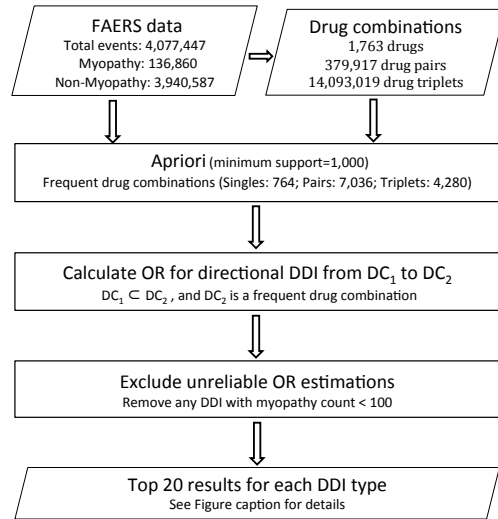 FAERS data
Total events: 4,077,447
Myopathy: 136,860
Non-Myopathy: 3,940,587
Drug combinations
1,763 drugs
379,917 drug pairs
14,093,019 drug triplets
Apriori (minimum support=1,000)
Frequent drug combinations (Singles: 764; Pairs: 7,036; Triplets: 4,280)
Calculate OR for directional DDI from DC₁ to DC₂
DC₁ ⊂ DC₂ , and DC₂ is a frequent drug combination
Exclude unreliable OR estimations
Remove any DDI with myopathy count < 100
Top 20 results for each DDI type
See Figure caption for details